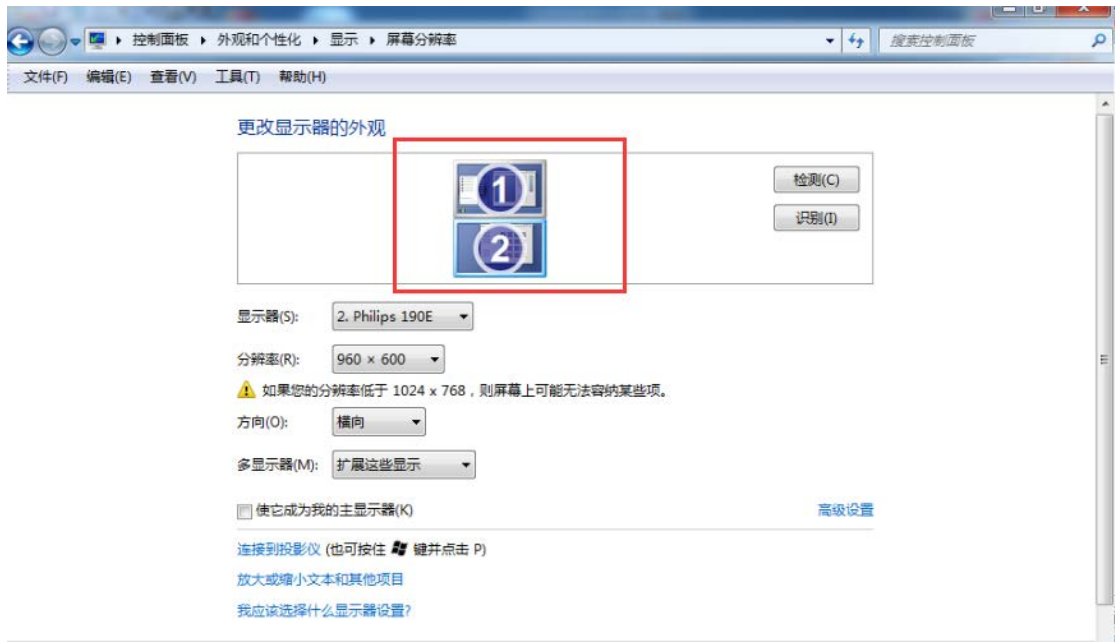 控制面板 外观和个性化 显示 屏幕分辨率 搜索控制面板
文件(F) 编辑(E) 查看(V) 工具(T) 帮助(H)
更改显示器的外观
1
检测(C)
2
识别(I)
显示器(S): 2. Philips 190E
分辨率(R): 960 × 600
如果您的分辨率低于 1024 x 768，则屏幕上可能无法容纳某些项。
方向(O): 横向
多显示器(M): 扩展这些显示
使它成为我的主显示器(K) 高级设置
连接到投影仪 (也可按住 键并点击 P)
放大或缩小文本和其他项目
我应该选择什么显示器设置?